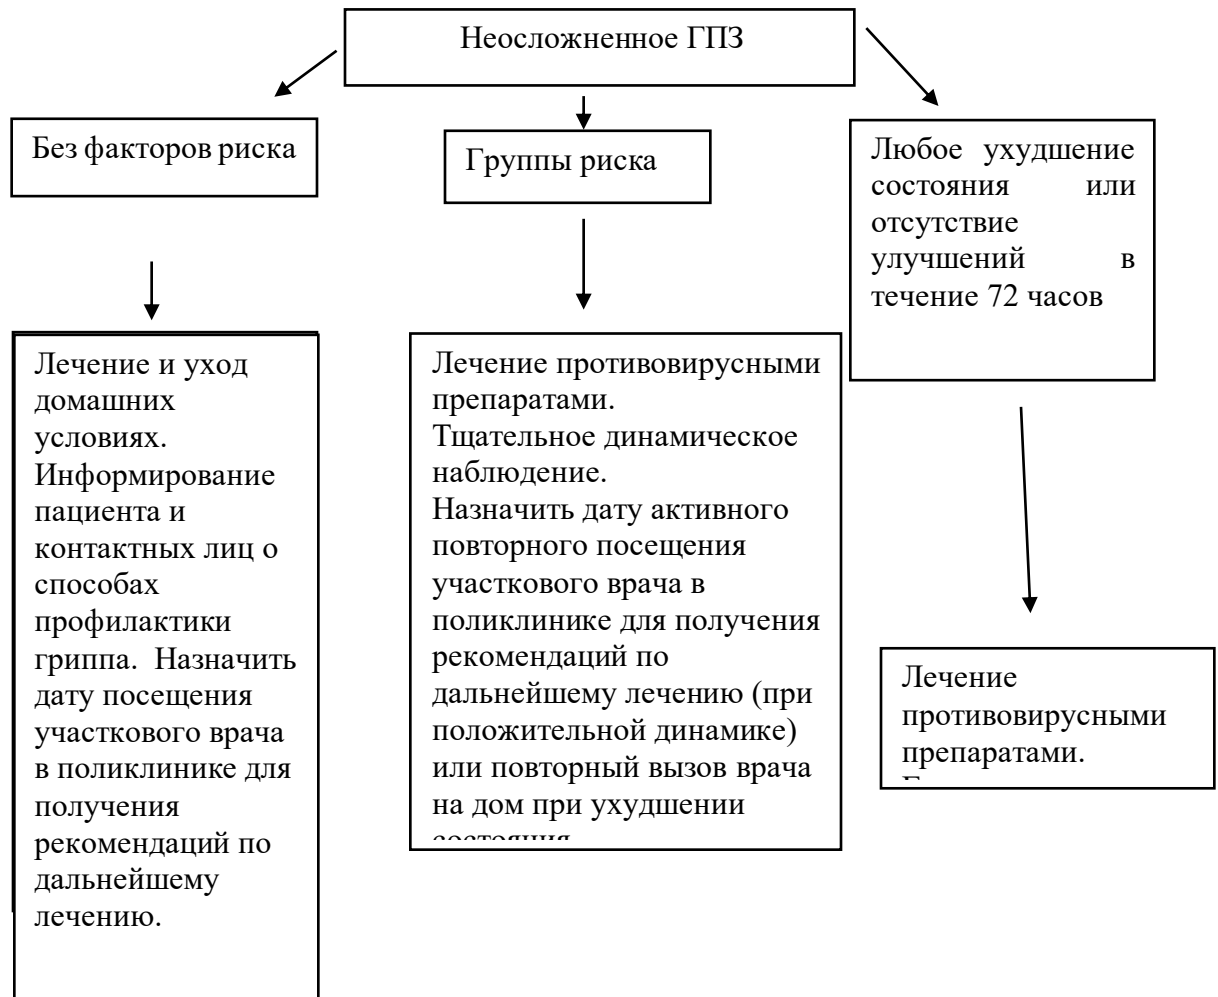 Неосложненное ГПЗ
Без факторов риска
Группы риска
Любое ухудшение
состояния или
отсутствие
улучшений в
течение 72 часов
Лечение и уход
домашних
условиях.
Информирование
пациента и
контактных лиц о
способах
профилактики
гриппа. Назначить
дату посещения
участкового врача
в поликлинике для
получения
рекомендаций по
дальнейшему
лечению.
Лечение противовирусными
препаратами.
Тщательное динамическое
наблюдение.
Назначить дату активного
повторного посещения
участкового врача в
поликлинике для получения
рекомендаций по
дальнейшему лечению (при
положительной динамике)
или повторный вызов врача
на дом при ухудшении
состояния
Лечение
противовирусными
препаратами.